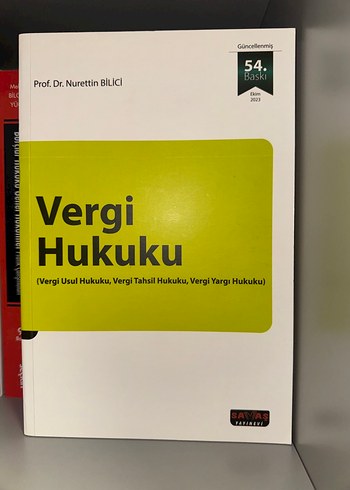 Güncellenmiş
54.
Baskı
Ekim
2023
Prof. Dr. Nurettin BİLİCİ
Vergi
Hukuku
(Vergi Usul Hukuku, Vergi Tahsil Hukuku, Vergi Yargı Hukuku)
SAVAŞ
YAYINEVİ